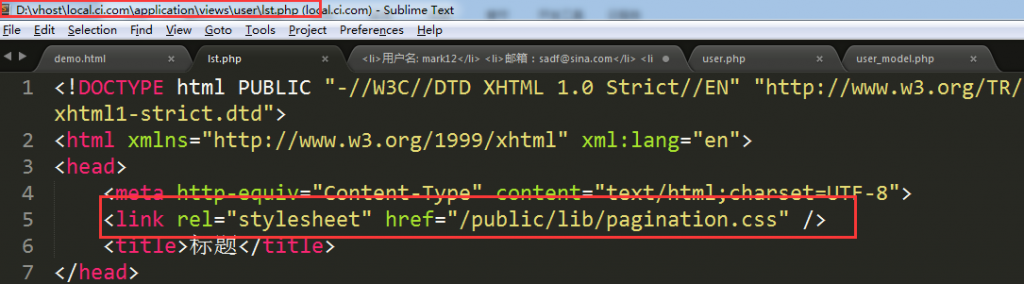 D:\vhost\local.ci.com\application\views\user\lst.php (local.ci.com) - Sublime Text
File Edit Selection Find View Goto Tools Project Preferences Help
demo.html × lst.php × <li>用户名: mark12</li> <li>邮箱：sadf@sina.com</li> <li user.php × user_model.php ×
1 <!DOCTYPE html PUBLIC "-//W3C//DTD XHTML 1.0 Strict//EN" "http://www.w3.org/TR/
xhtml1-strict.dtd">
2 <html xmlns="http://www.w3.org/1999/xhtml" xml:lang="en">
3 <head>
4 <meta http-equiv="Content-Type" content="text/html;charset=UTF-8">
5 <link rel="stylesheet" href="/public/lib/pagination.css" />
6 <title>标题</title>
7 </head>